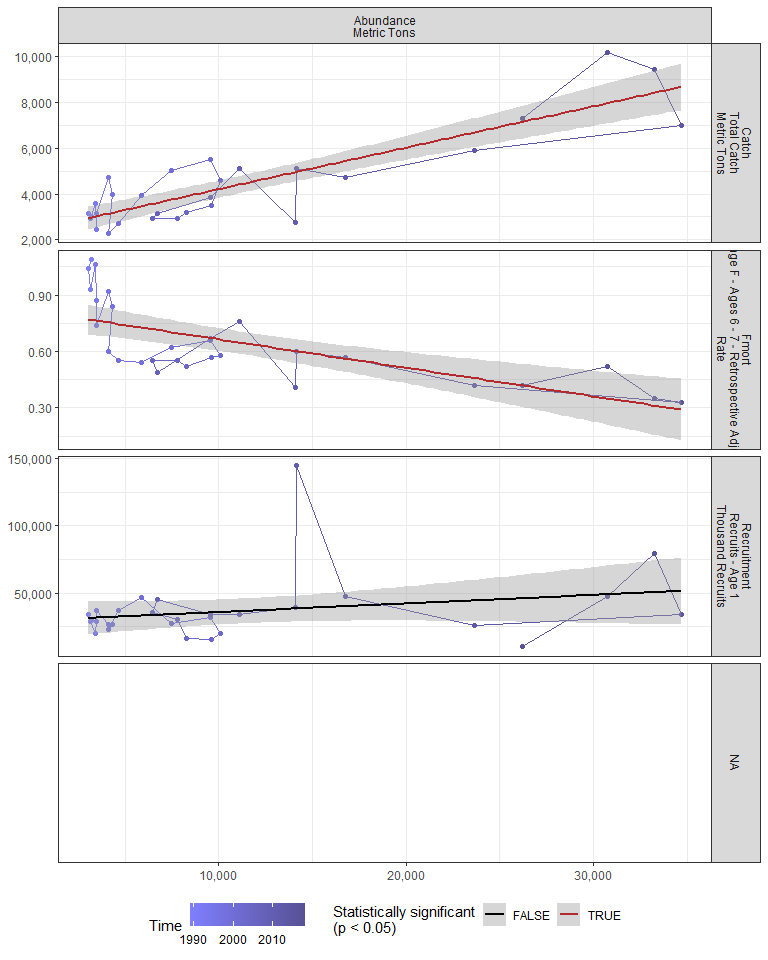 Abundance
Metric Tons
10,000
8,000
6,000
4,000
2,000
Catch
Total Catch
Metric Tons
0.90
0.60
0.30
Fmort
ge F - Ages 6 - 7 - Retrospective Adj
Rate
150,000
100,000
50,000
Recruitment
Recruits - Age 1
Thousand Recruits
NA
10,000
20,000
30,000
Time
1990
2000
2010
Statistically significant
(p < 0.05)
FALSE
TRUE